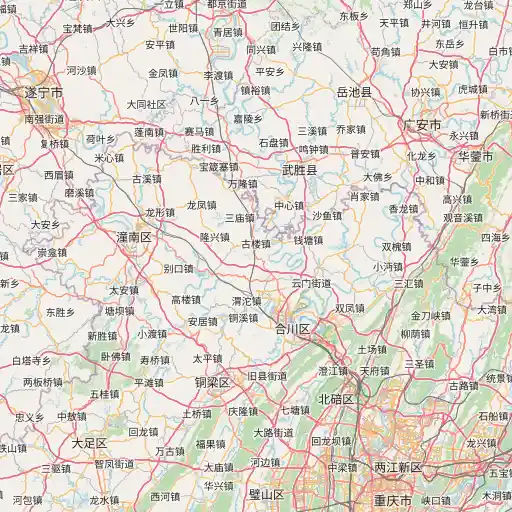 郑山乡
龙台镇
福镇
大兴乡
一立镇
都京街道
团结乡
东板乡
天平镇
井河镇
恒升镇
宝梵镇
世阳镇
青居镇
吉祥镇
安平镇
同兴镇
兴隆镇
苟角镇
东岳乡
白市镇
大安镇
河沙镇
金凤镇
李渡镇
平安乡
遂宁市
镇裕镇
岳池县
协兴镇
虎城镇
大同社区
八一乡
南强街道
嘉陵乡
广安市
新桥街道
荷叶乡
蓬南镇
赛马镇
三溪镇
乔家镇
永兴镇
复桥镇
石盘镇
胜利镇
鸣钟镇
普安镇
化龙乡
华蓥市
米心镇
宝箴塞镇
武胜县
西眉镇
古溪镇
万隆镇
大佛乡
中和镇
磨溪镇
肖家镇
三家镇
龙凤镇
中心镇
高兴镇
龙形镇
三庙镇
沙鱼镇
香龙镇
观音溪镇
大安乡
潼南区
隆兴镇
古楼镇
钱塘镇
双槐镇
四海乡
崇龛镇
别口镇
小沔镇
华蓥乡
新乡
太安镇
云门街道
三汇镇
子中乡
高楼镇
渭沱镇
双凤镇
东胜乡
塘坝镇
安居镇
铜溪镇
合川区
金刀峡镇
大湾镇
新胜镇
小渡镇
柳荫镇
卧佛镇
太平镇
土场镇
白塔寺乡
寿桥镇
三圣镇
澄江镇
天府镇
两板桥镇
平滩镇
铜梁区
旧县街道
古路镇
统景镇
五桂镇
北碚区
忠义乡
中敖镇
土桥镇
庆隆镇
七塘镇
石船镇
回龙镇
大路街道
大足区
福果镇
回龙坝镇
龙兴镇
铁山镇
万古镇
三驱镇
智凤街道
大庙镇
河边镇
中梁镇
两江新区
五宝镇
河包镇
龙水镇
西河镇
华兴镇
璧山区
重庆市
峡口镇
木洞镇